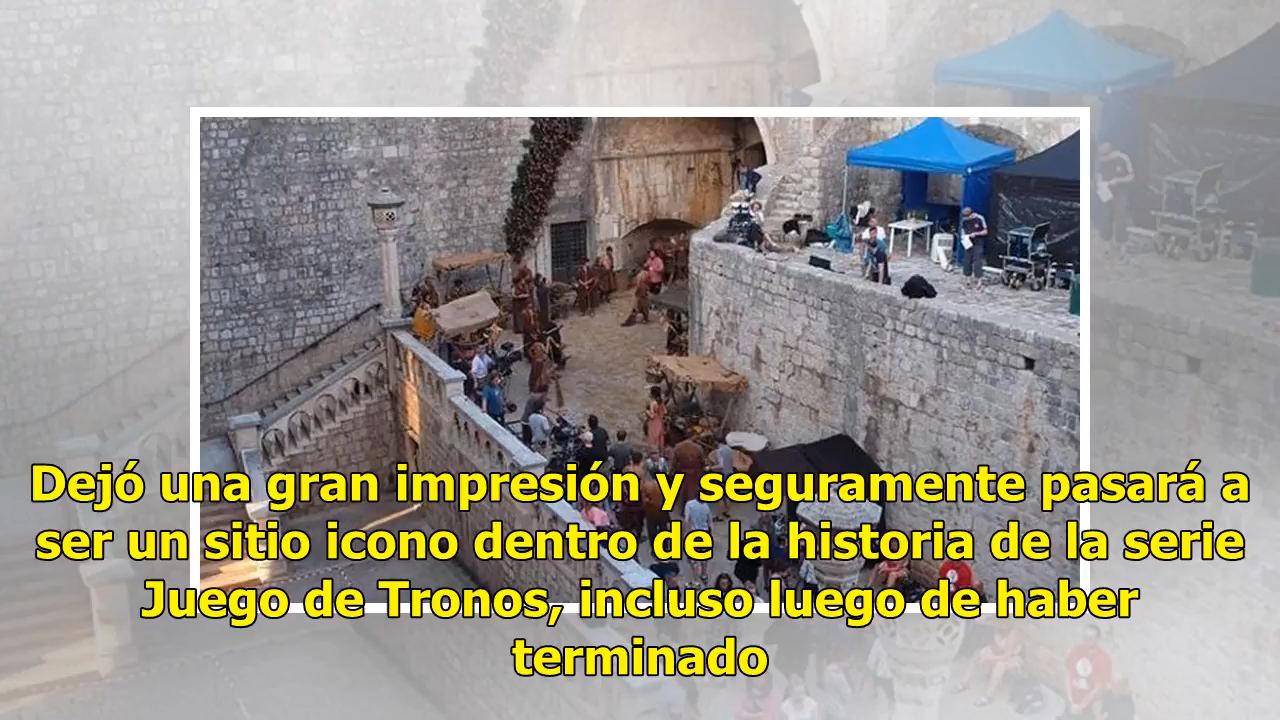 Dejó una gran impresión y seguramente pasará a
ser un sitio icono dentro de la historia de la serie
Juego de Tronos, incluso luego de haber
terminado